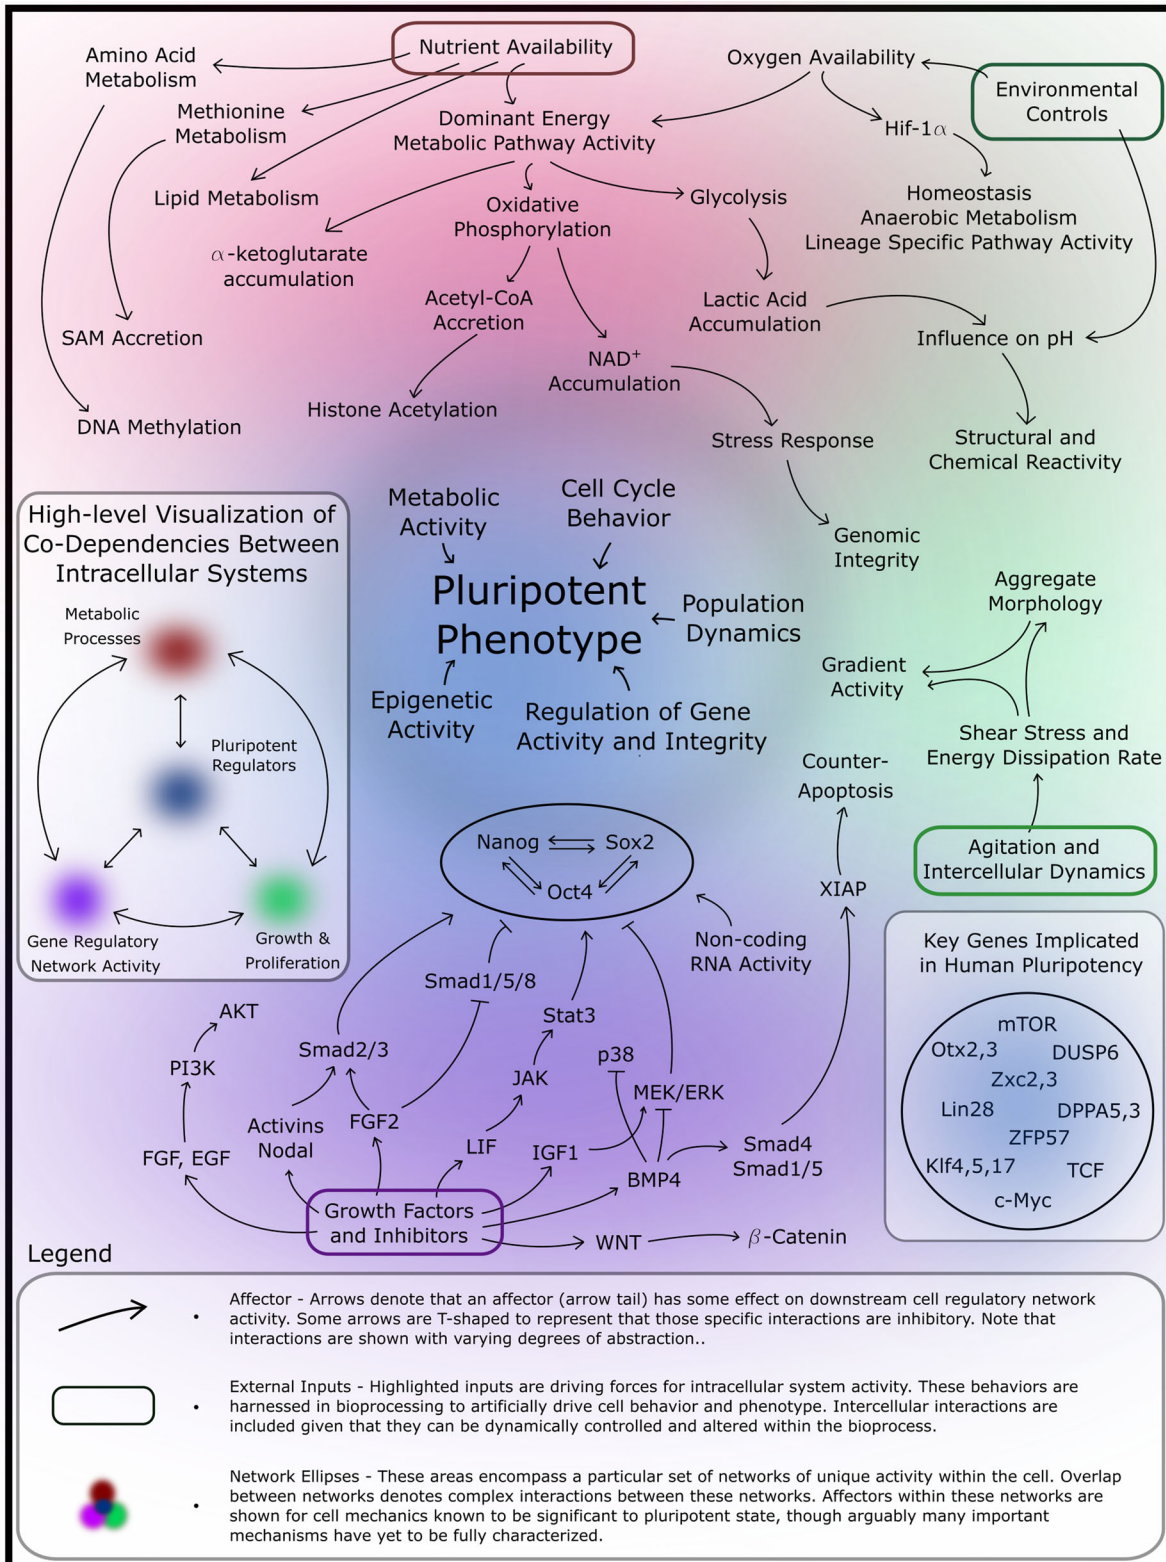 Nutrient Availability
Amino Acid
Metabolism
Oxygen Availability
Environmental
Controls
Methionine
Metabolism
Dominant Energy
Metabolic Pathway Activity
Hif-1α
Lipid Metabolism
Oxidative
Phosphorylation
Glycolysis
Homeostasis
Anaerobic Metabolism
Lineage Specific Pathway Activity
α-ketoglutarate
accumulation
Acetyl-CoA
Accretion
Lactic Acid
Accumulation
SAM Accretion
Influence on pH
NAD⁺
Accumulation
Histone Acetylation
DNA Methylation
Stress Response
Structural and
Chemical Reactivity
Genomic
Integrity
Metabolic
Activity
Cell Cycle
Behavior
Pluripotent
Phenotype
Population
Dynamics
Epigenetic
Activity
Regulation of Gene
Activity and Integrity
High-level Visualization of
Co-Dependencies Between
Intracellular Systems
Metabolic
Processes
Pluripotent
Regulators
Gene Regulatory
Network Activity
Growth &
Proliferation
Aggregate
Morphology
Gradient
Activity
Shear Stress and
Energy Dissipation Rate
Counter-
Apoptosis
Agitation and
Intercellular Dynamics
XIAP
Nanog
Sox2
Oct4
Non-coding
RNA Activity
Smad1/5/8
Stat3
AKT
Smad2/3
p38
PI3K
JAK
MEK/ERK
Activins
Nodal
FGF2
LIF
IGF1
FGF, EGF
BMP4
Smad4
Smad1/5
Growth Factors
and Inhibitors
WNT
β-Catenin
Key Genes Implicated
in Human Pluripotency
mTOR
Otx2,3
DUSP6
Zxc2,3
Lin28
DPPA5,3
ZFP57
Klf4,5,17
TCF
c-Myc
Legend
• Affector - Arrows denote that an affector (arrow tail) has some effect on downstream cell regulatory network
activity. Some arrows are T-shaped to represent that those specific interactions are inhibitory. Note that
interactions are shown with varying degrees of abstraction..
• External Inputs - Highlighted inputs are driving forces for intracellular system activity. These behaviors are
harnessed in bioprocessing to artificially drive cell behavior and phenotype. Intercellular interactions are
included given that they can be dynamically controlled and altered within the bioprocess.
• Network Ellipses - These areas encompass a particular set of networks of unique activity within the cell. Overlap
between networks denotes complex interactions between these networks. Affectors within these networks are
shown for cell mechanics known to be significant to pluripotent state, though arguably many important
mechanisms have yet to be fully characterized.